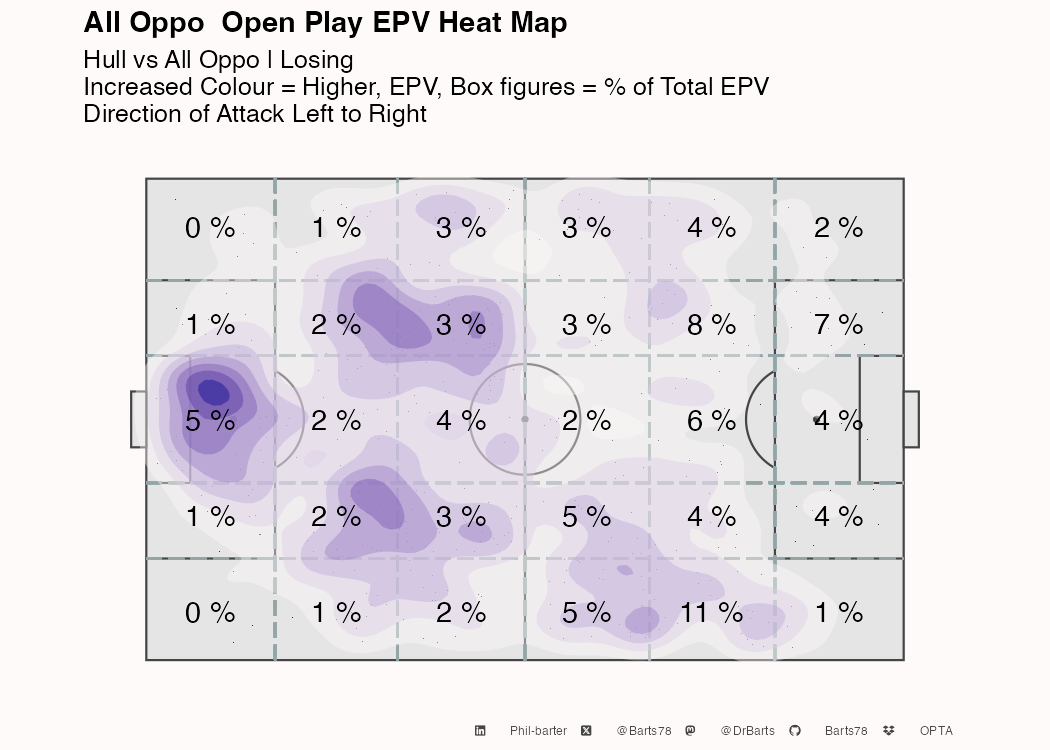 All Oppo  Open Play EPV Heat Map
Hull vs All Oppo | Losing
Increased Colour = Higher, EPV, Box figures = % of Total EPV
Direction of Attack Left to Right
0 % 1 % 3 % 3 % 4 % 2 %
1 % 2 % 3 % 3 % 8 % 7 %
5 % 2 % 4 % 2 % 6 % 4 %
1 % 2 % 3 % 5 % 4 % 4 %
0 % 1 % 2 % 5 % 11 % 1 %
Phil-barter @Barts78 @DrBarts Barts78 OPTA